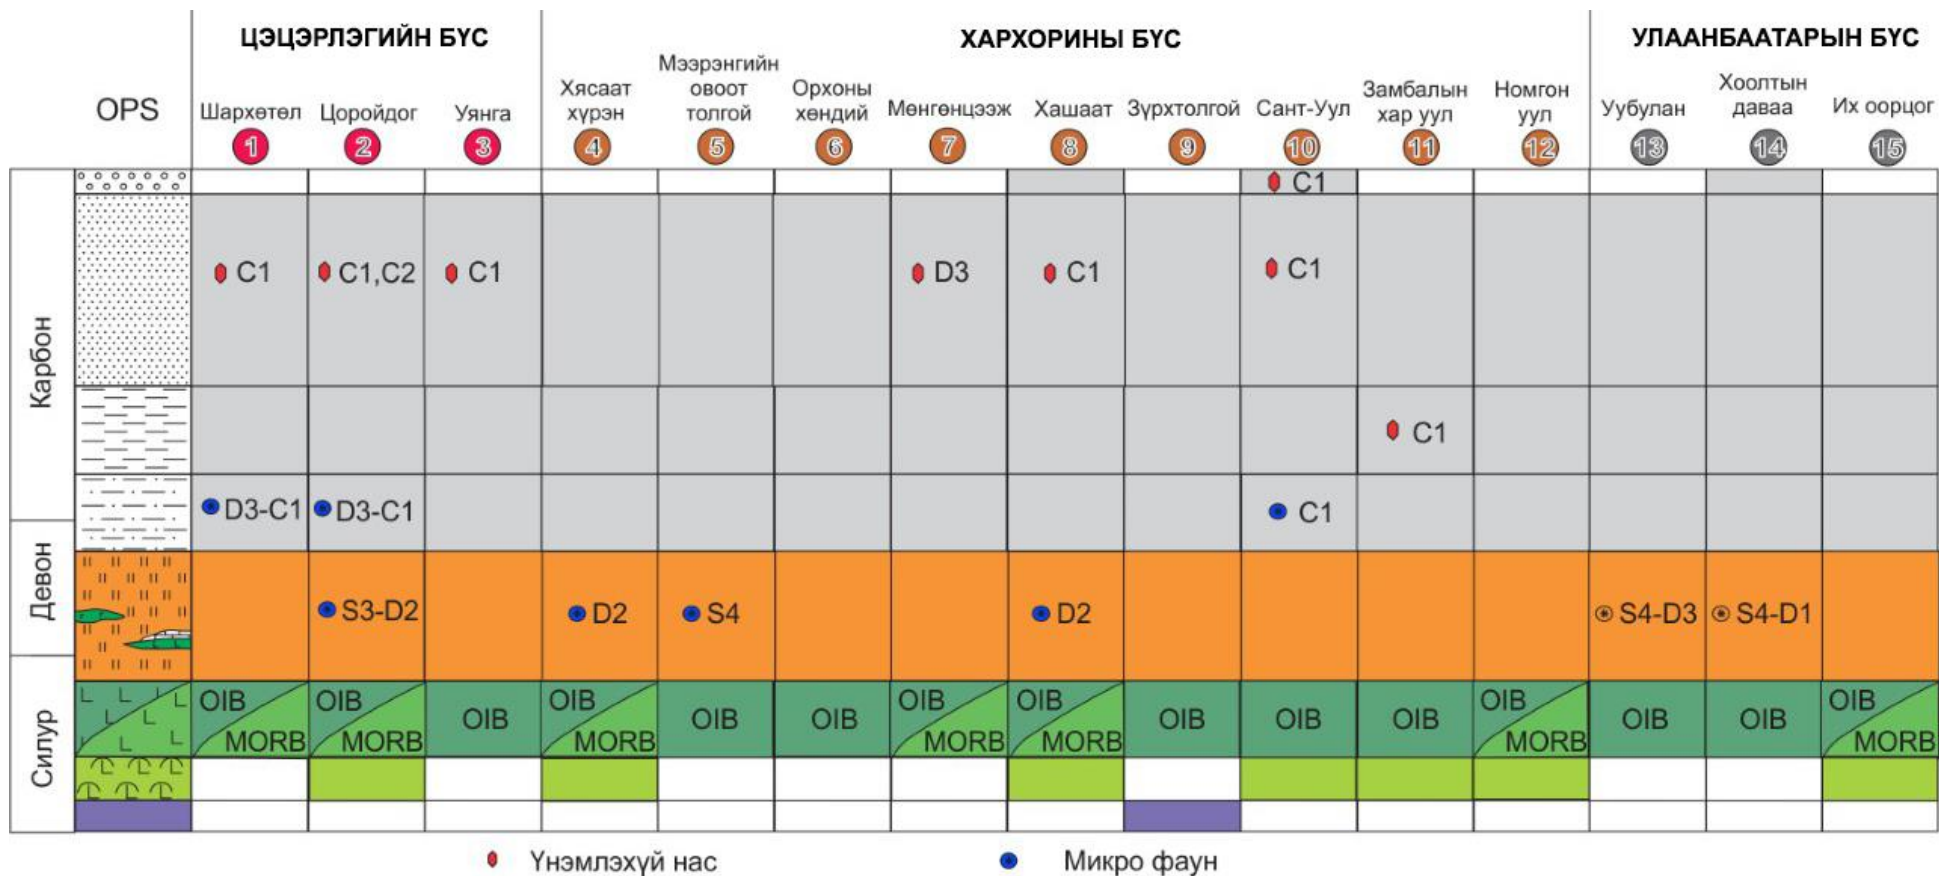 ЦЭЦЭРЛЭГИЙН БҮС
ХАРХОРИНЫ БҮС
УЛААНБААТАРЫН БҮС
OPS
Шархөтөл
Цоройдог
Уянга
Хясаат
хүрэн
Мээрэнгийн
овоот
толгой
Орхоны
хөндий
Мөнгөнцээж
Хашаат
Зүрхтолгой
Сант-Уул
Замбалын
хар уул
Номгон
уул
Уубулан
Хоолтын
даваа
Их оорцог
1 2 3 4 5 6 7 8 9 10 11 12 13 14 15
C1
Карбон
C1 C1,C2 C1 D3 C1 C1
C1
D3-C1 D3-C1 C1
Девон
S3-D2 D2 S4 D2 S4-D3 S4-D1
Силур
OIB OIB OIB OIB OIB OIB OIB OIB OIB OIB OIB OIB OIB OIB OIB
MORB MORB MORB MORB MORB MORB MORB
Үнэмлэхүй нас
Микро фаун